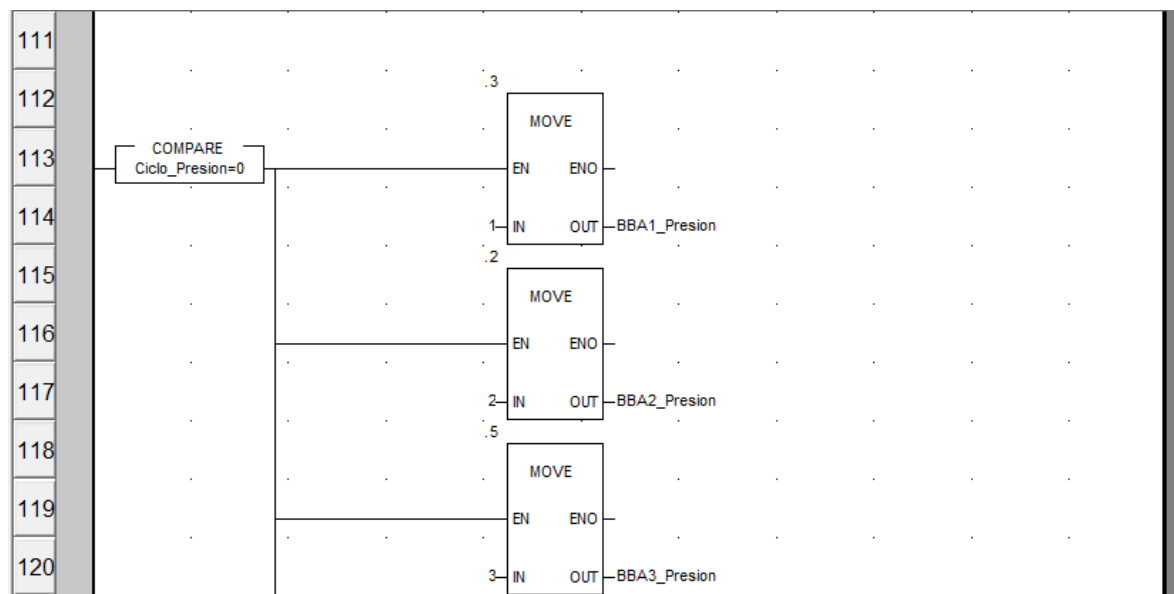 111
112
.3
MOVE
113
COMPARE
Ciclo_Presion=0
EN ENO
114
1 IN OUT BBA1_Presion
115
.2
MOVE
116
EN ENO
117
2 IN OUT BBA2_Presion
118
.5
MOVE
119
EN ENO
120
3 IN OUT BBA3_Presion